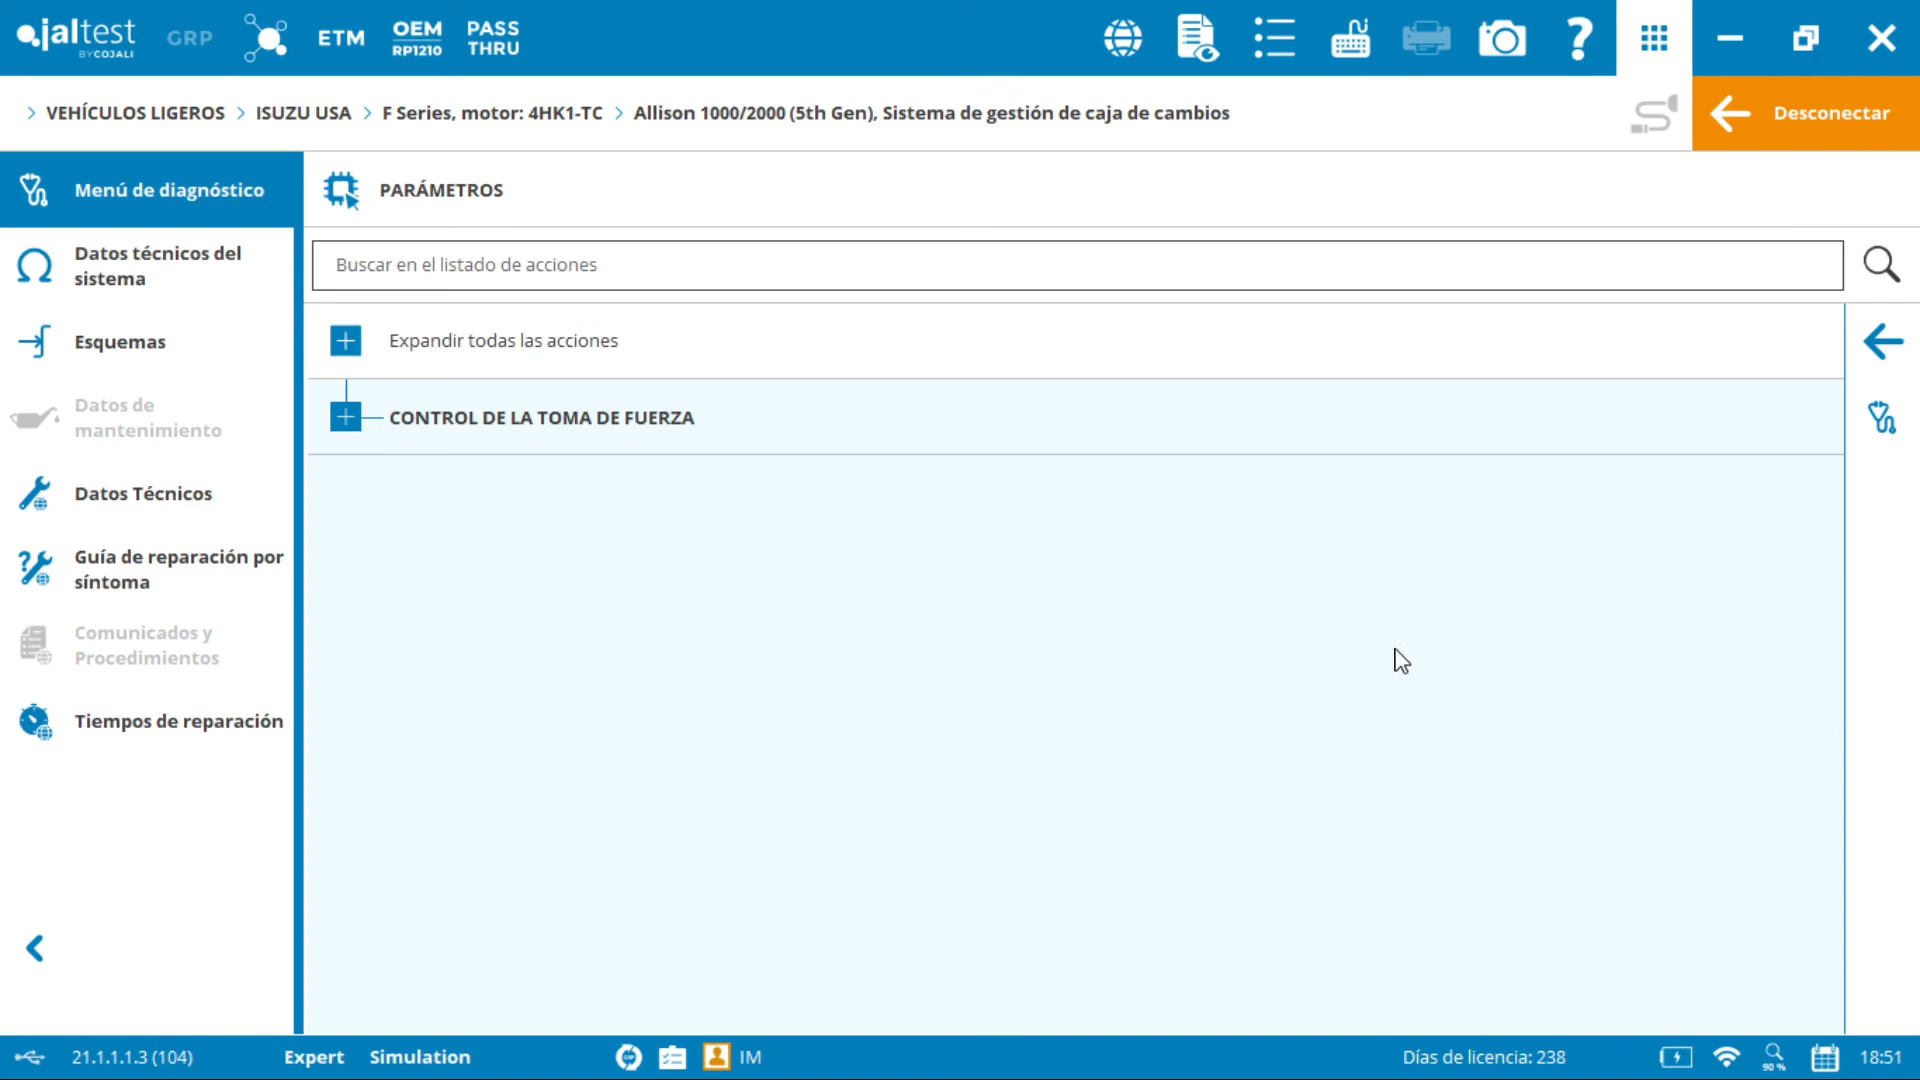 jaltest
BY COJALI
GRP
ETM
OEM
RP1210
PASS
THRU
VEHÍCULOS LIGEROS
ISUZU USA
F Series, motor: 4HK1-TC
Allison 1000/2000 (5th Gen), Sistema de gestión de caja de cambios
Desconectar
Menú de diagnóstico
PARÁMETROS
Datos técnicos del
sistema
Buscar en el listado de acciones
Esquemas
Expandir todas las acciones
Datos de
mantenimiento
CONTROL DE LA TOMA DE FUERZA
Datos Técnicos
Guía de reparación por
síntoma
Comunicados y
Procedimientos
Tiempos de reparación
21.1.1.1.3 (104)
Expert
Simulation
IM
Días de licencia: 238
90 %
18:51